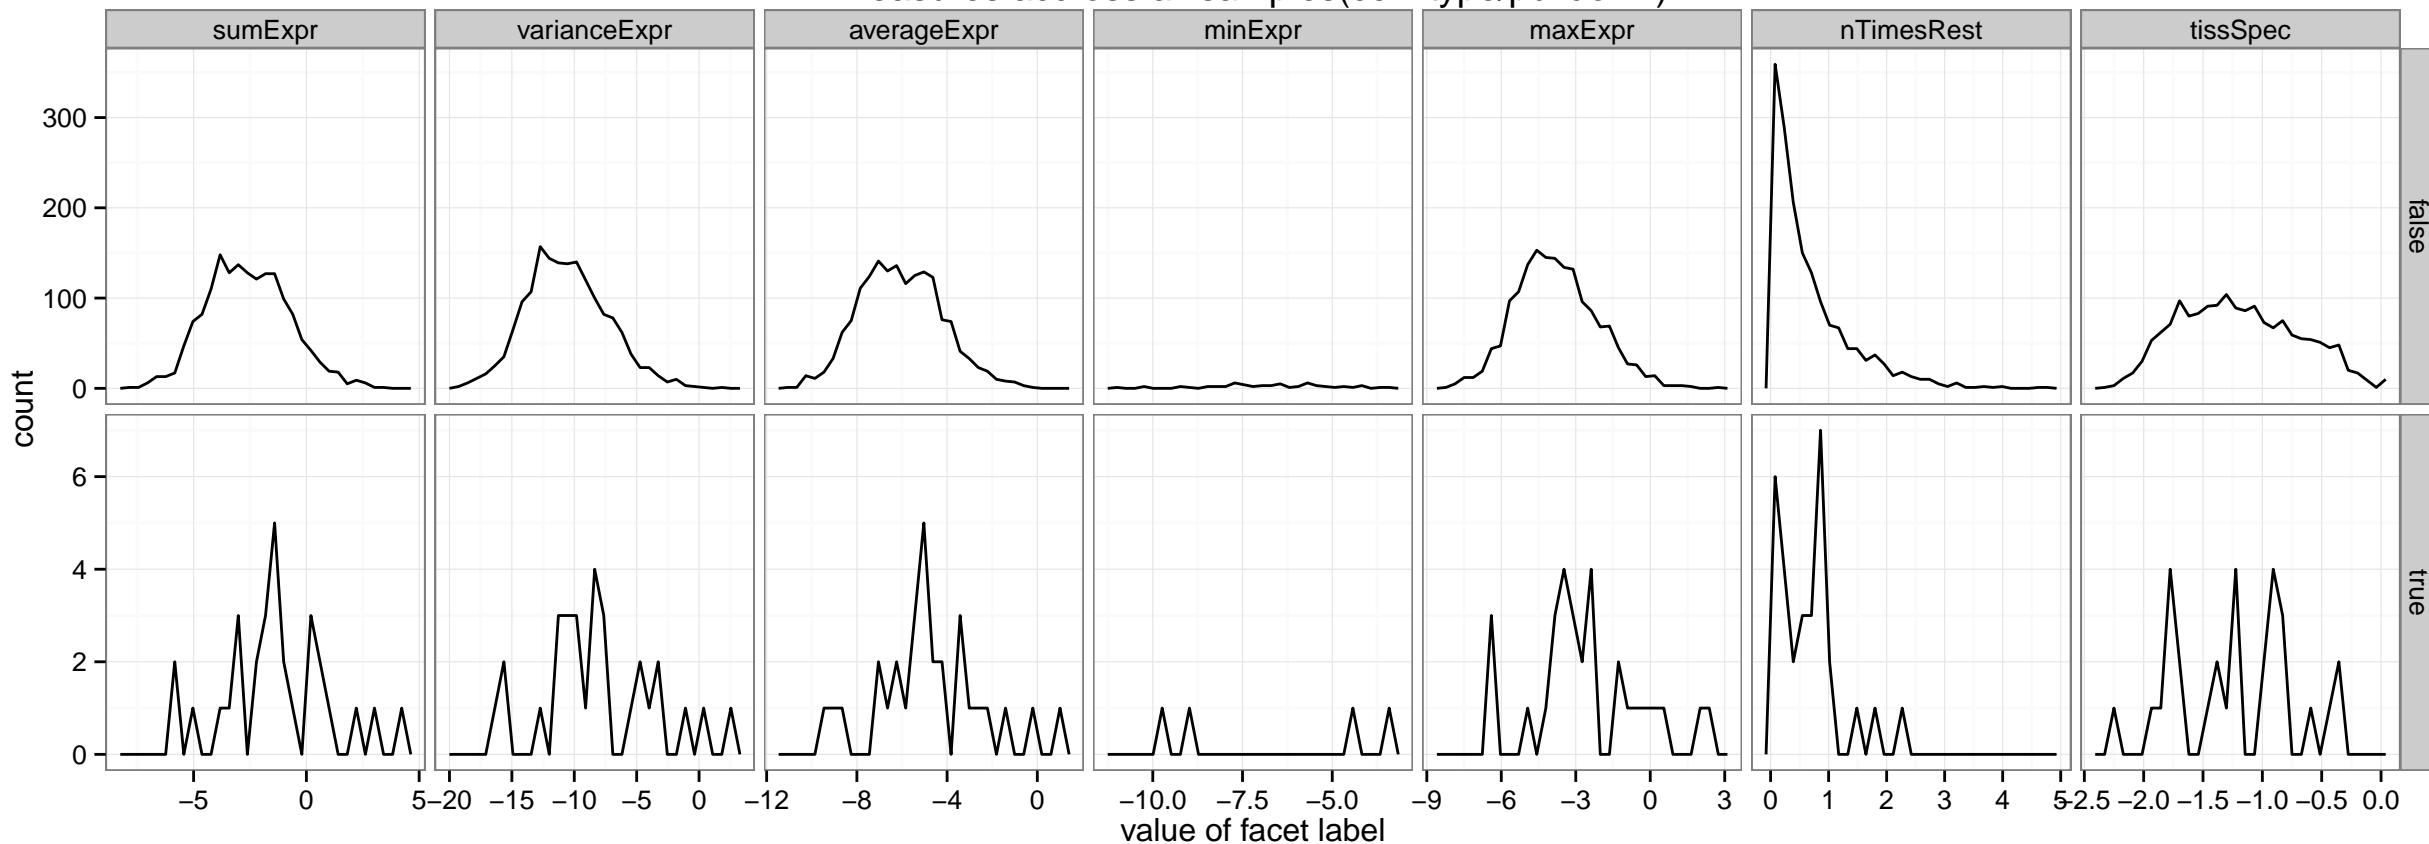 sumExpr varianceExpr averageExpr minExpr maxExpr nTimesRest tissSpec
300
200
100
0
false
count
6
4
2
0
true
−5 0 5 −20 −15 −10 −5 0 −12 −8 −4 0 −10.0 −7.5 −5.0 −9 −6 −3 0 3 0 1 2 3 4 5 −2.5 −2.0 −1.5 −1.0 −0.5 0.0
value of facet label